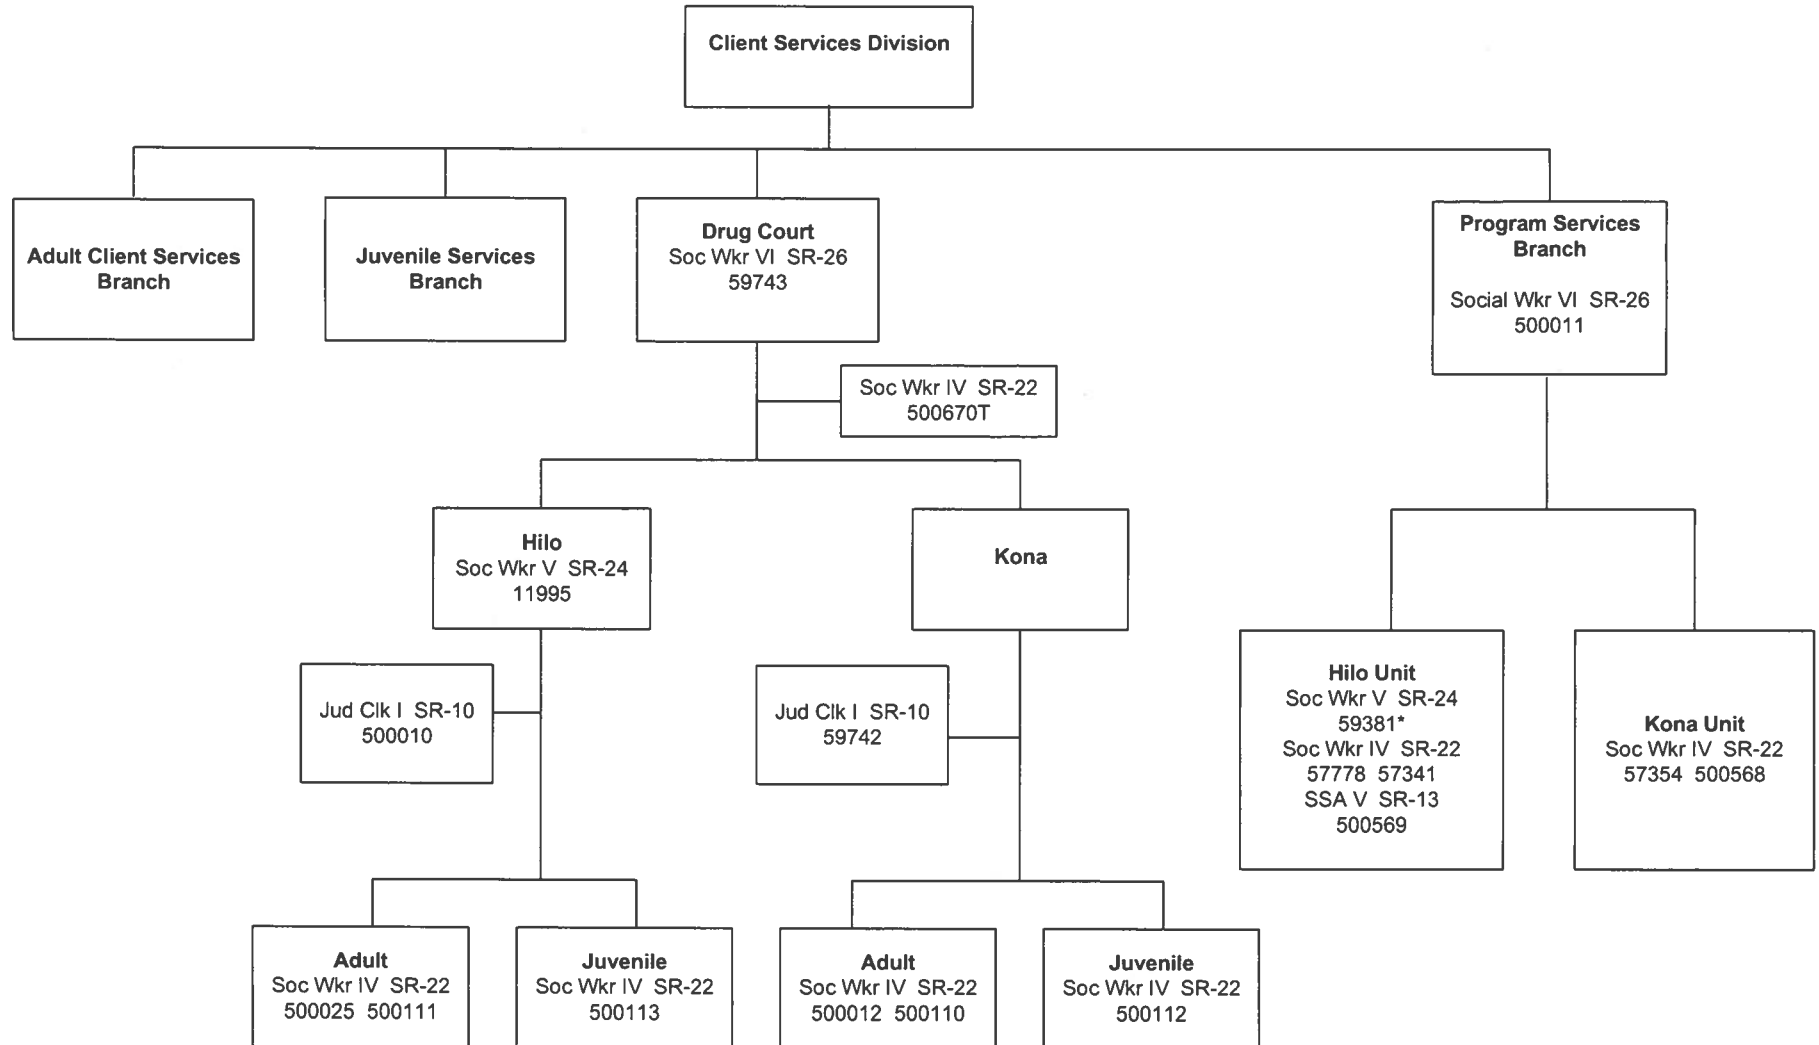 Client Services Division
Adult Client Services
Branch
Juvenile Services
Branch
Drug Court
Soc Wkr VI SR-26
59743
Program Services
Branch
Social Wkr VI SR-26
500011
Soc Wkr IV SR-22
500670T
Hilo
Soc Wkr V SR-24
11995
Kona
Jud Clk I SR-10
500010
Jud Clk I SR-10
59742
Hilo Unit
Soc Wkr V SR-24
59381*
Soc Wkr IV SR-22
57778 57341
SSA V SR-13
500569
Kona Unit
Soc Wkr IV SR-22
57354 500568
Adult
Soc Wkr IV SR-22
500025 500111
Juvenile
Soc Wkr IV SR-22
500113
Adult
Soc Wkr IV SR-22
500012 500110
Juvenile
Soc Wkr IV SR-22
500112